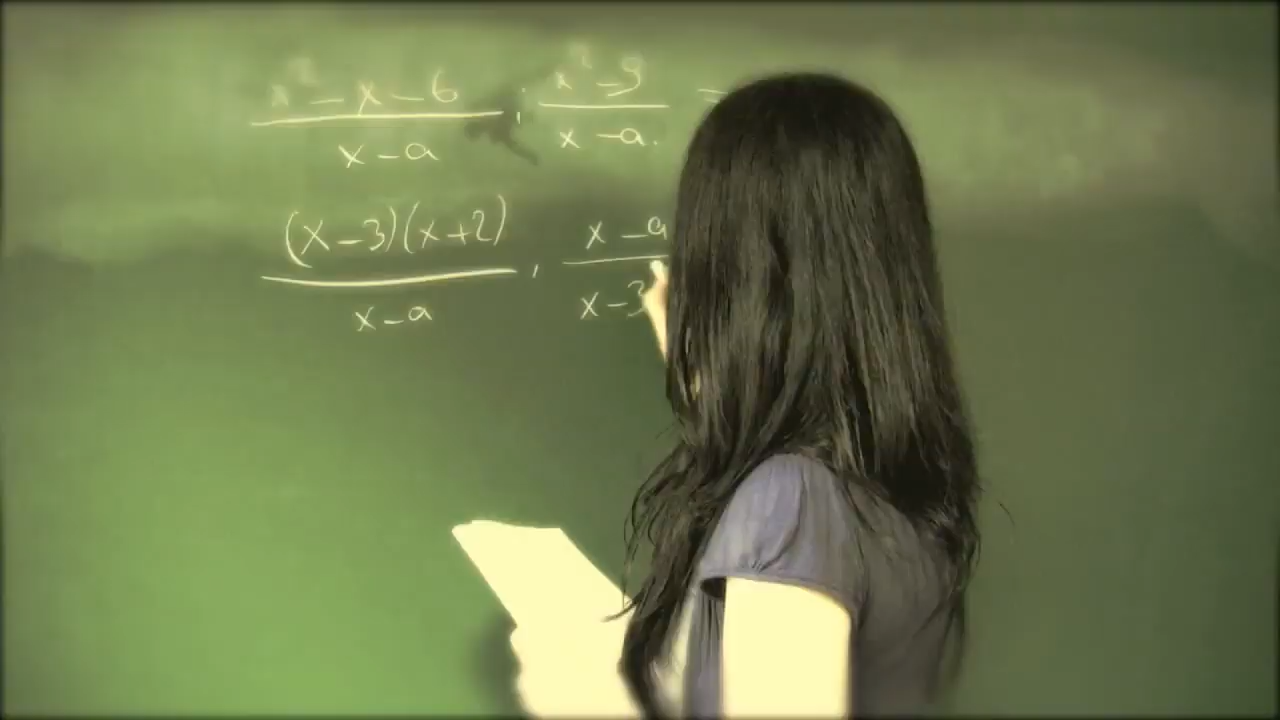 x² - x - 6 : x² - 9 =
x - a x - a.
(x-3)(x+2) . x - a
x - a x - 3